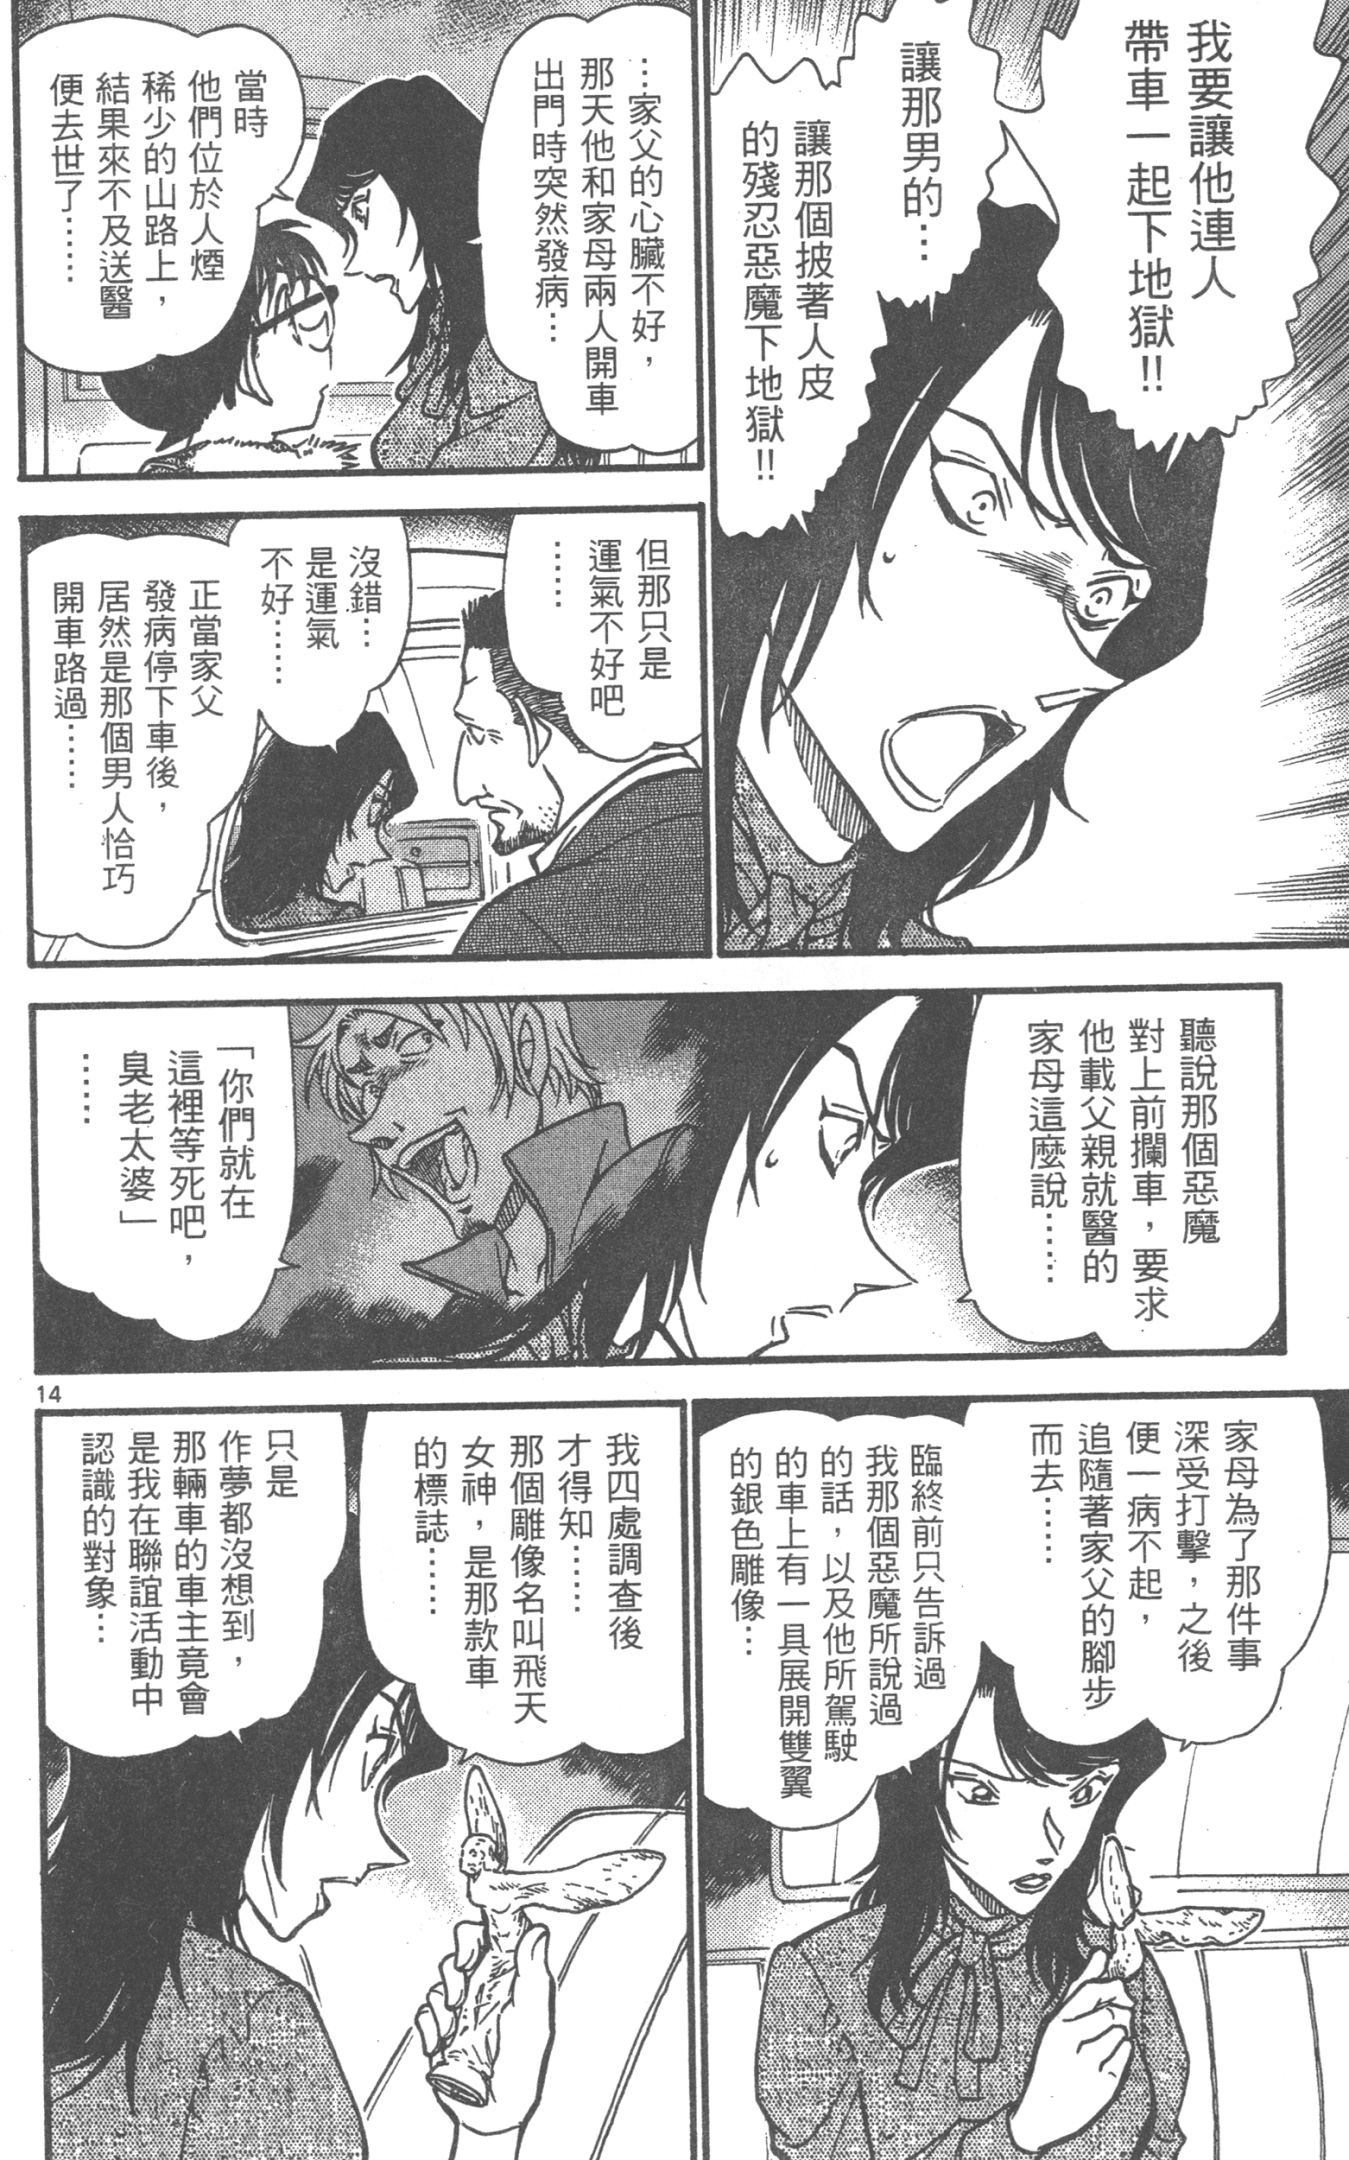 我要讓他連人
帶車一起下地獄!!
讓那男的…
讓那個披著人皮
的殘忍惡魔下地獄!!
…家父的心臟不好，
那天他和家母兩人開車
出門時突然發病…
當時
他們位於人煙
稀少的山路上，
結果來不及送醫
便去世了……
但那只是
運氣不好吧
……
沒錯…
是運氣
不好……
正當家父
發病停下車後，
居然是那個男人恰巧
開車路過……
聽說那個惡魔
對上前攔車，要求
他載父親就醫的
家母這麼說……
「你們就在
這裡等死吧，
臭老太婆」
……
家母為了那件事
深受打擊，之後
便一病不起，
追隨著家父的腳步
而去……
臨終前只告訴過
我那個惡魔所說過
的話，以及他所駕駛
的車上有一具展開雙翼
的銀色雕像…
我四處調查後
才得知……
那個雕像名叫飛天
女神，是那款車
的標誌……
只是
作夢都沒想到，
那輛車的車主竟會
是我在聯誼活動中
認識的對象…
14